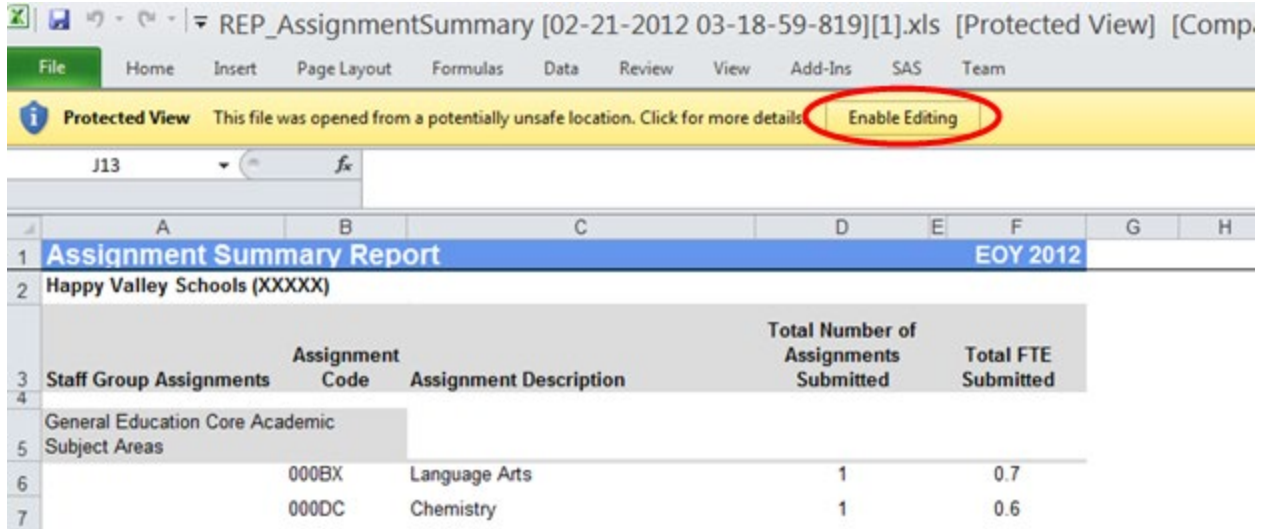 REP_AssignmentSummary [02-21-2012 03-18-59-819][1].xls [Protected View] [Compa
File Home Insert Page Layout Formulas Data Review View Add-Ins SAS Team
Protected View This file was opened from a potentially unsafe location. Click for more details Enable Editing
J13 fx
A B C D E F G H
1 Assignment Summary Report EOY 2012
2 Happy Valley Schools (XXXXX)
Total Number of
Assignment Assignments Total FTE
3 Staff Group Assignments Code Assignment Description Submitted Submitted
4
General Education Core Academic
5 Subject Areas
6 000BX Language Arts 1 0.7
7 000DC Chemistry 1 0.6